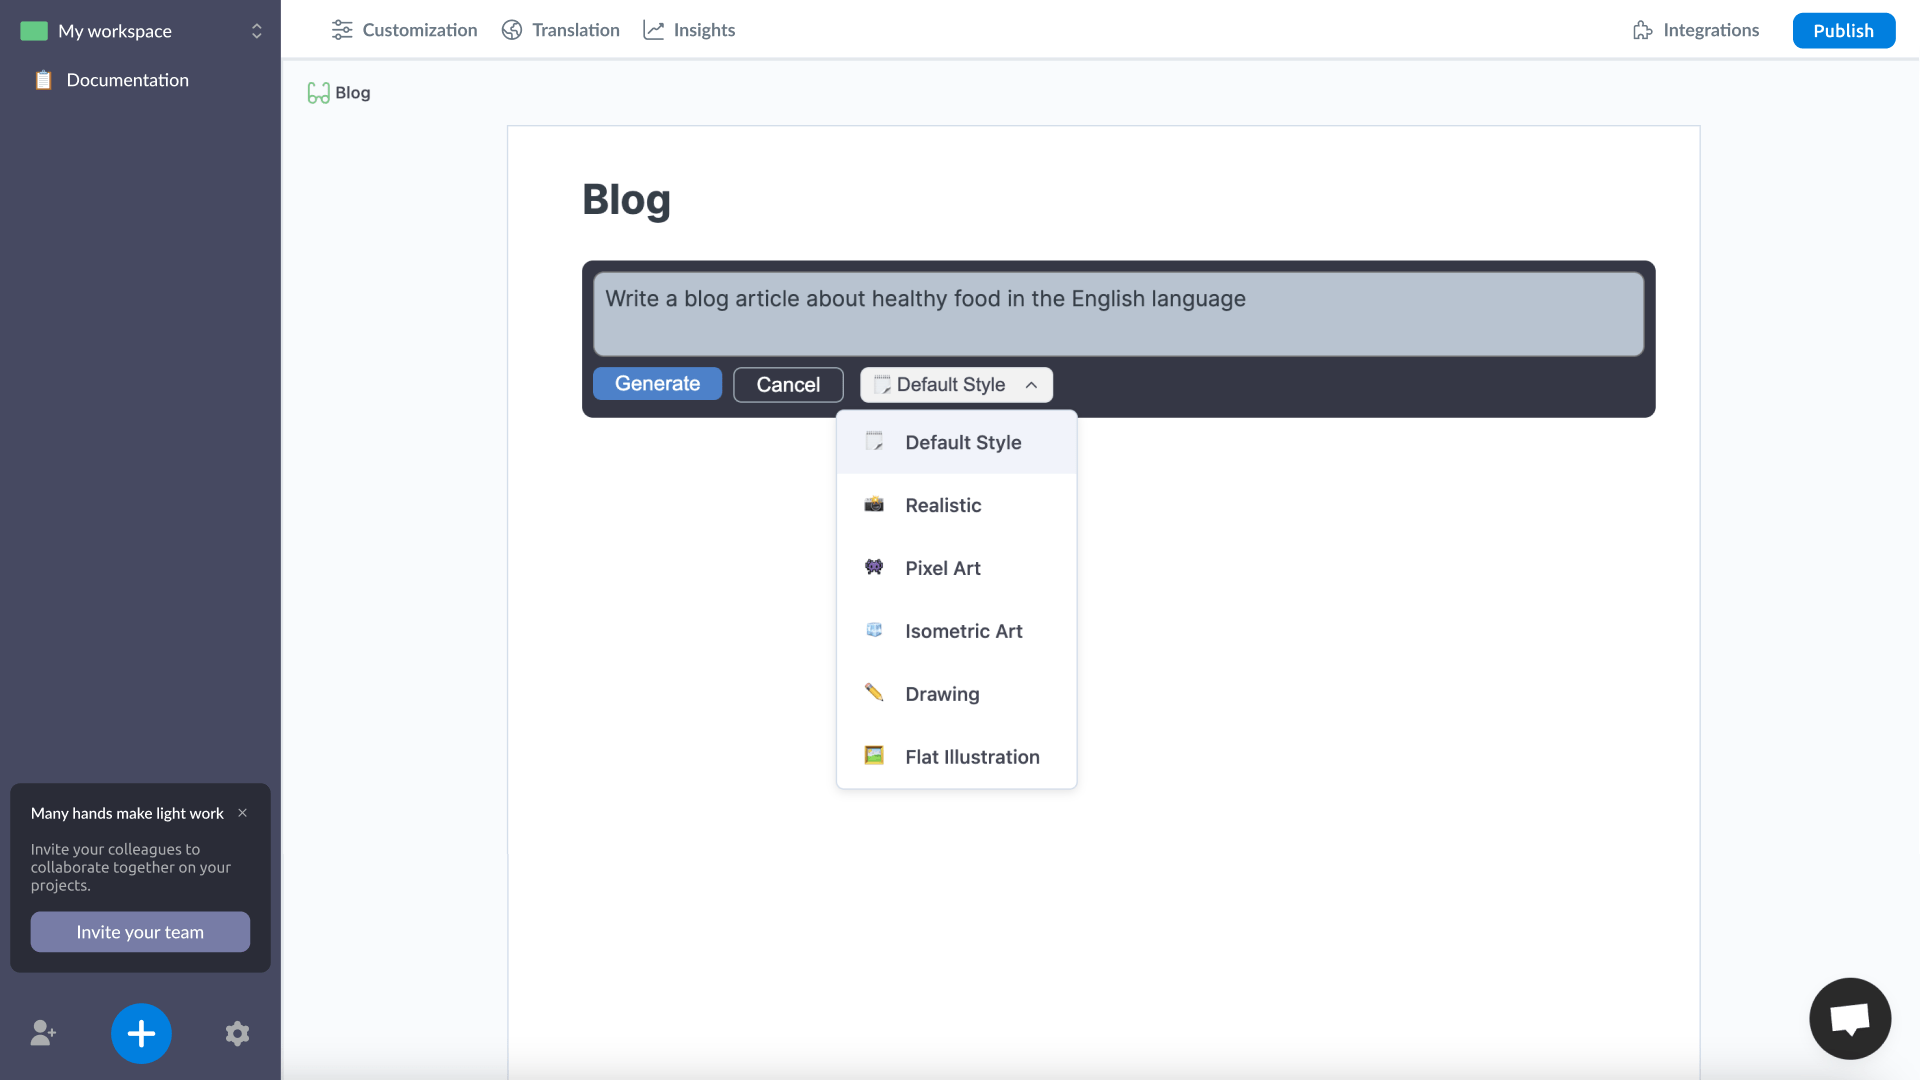 My workspace
Documentation
Customization
Translation
Insights
Integrations
Publish
Blog
Blog
Write a blog article about healthy food in the English language
Generate
Cancel
Default Style
Default Style
Realistic
Pixel Art
Isometric Art
Drawing
Flat Illustration
Many hands make light work
Invite your colleagues to
collaborate together on your
projects.
Invite your team